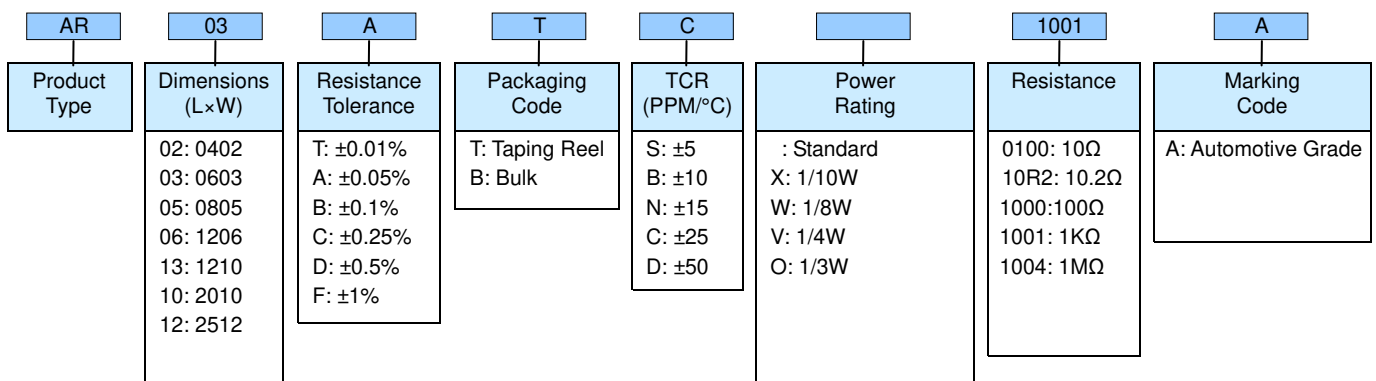 AR 03 A T C 1001 A
Product Type
Dimensions (L×W)
Resistance Tolerance
Packaging Code
TCR (PPM/°C)
Power Rating
Resistance
Marking Code
02: 0402
03: 0603
05: 0805
06: 1206
13: 1210
10: 2010
12: 2512
T: ±0.01%
A: ±0.05%
B: ±0.1%
C: ±0.25%
D: ±0.5%
F: ±1%
T: Taping Reel
B: Bulk
S: ±5
B: ±10
N: ±15
C: ±25
D: ±50
: Standard
X: 1/10W
W: 1/8W
V: 1/4W
O: 1/3W
0100: 10Ω
10R2: 10.2Ω
1000:100Ω
1001: 1KΩ
1004: 1MΩ
A: Automotive Grade